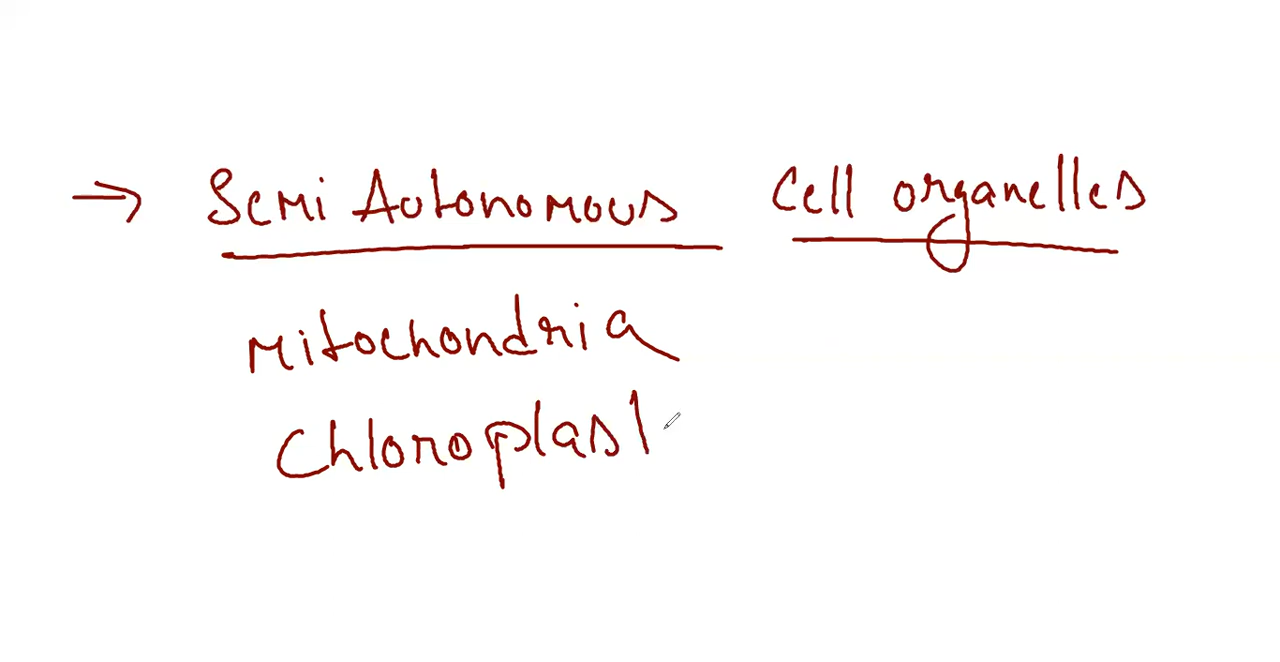 → Semi Autonomous Cell organelles
Mitochondria
Chloroplast